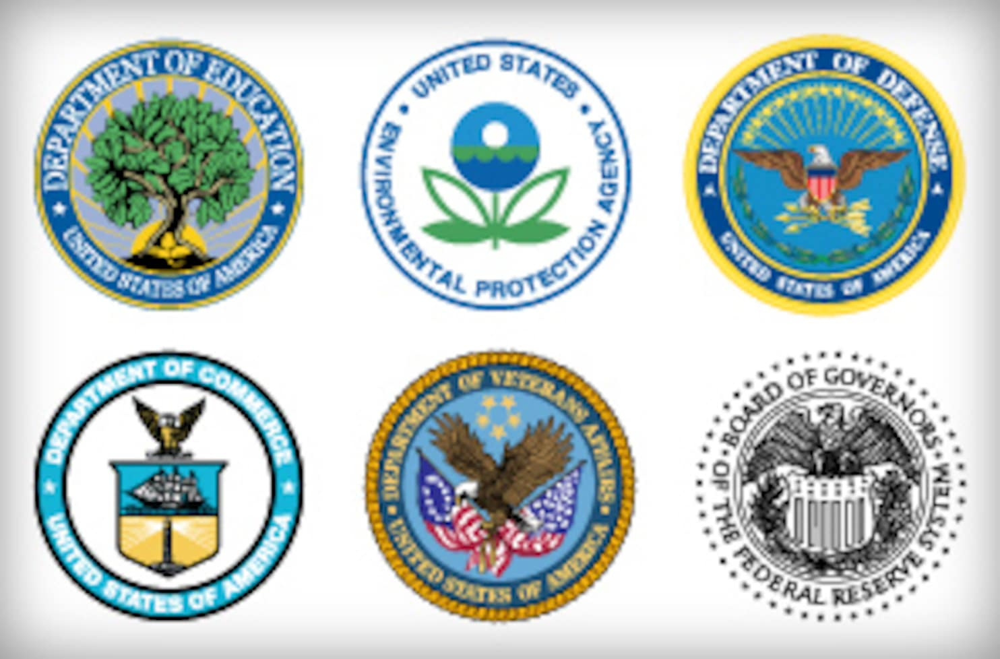 DEPARTMENT OF EDUCATION
UNITED STATES OF AMERICA
UNITED STATES
ENVIRONMENTAL PROTECTION AGENCY
DEPARTMENT OF DEFENSE
UNITED STATES OF AMERICA
DEPARTMENT OF COMMERCE
UNITED STATES OF AMERICA
DEPARTMENT OF VETERANS AFFAIRS
UNITED STATES OF AMERICA
BOARD OF GOVERNORS
OF THE FEDERAL RESERVE SYSTEM